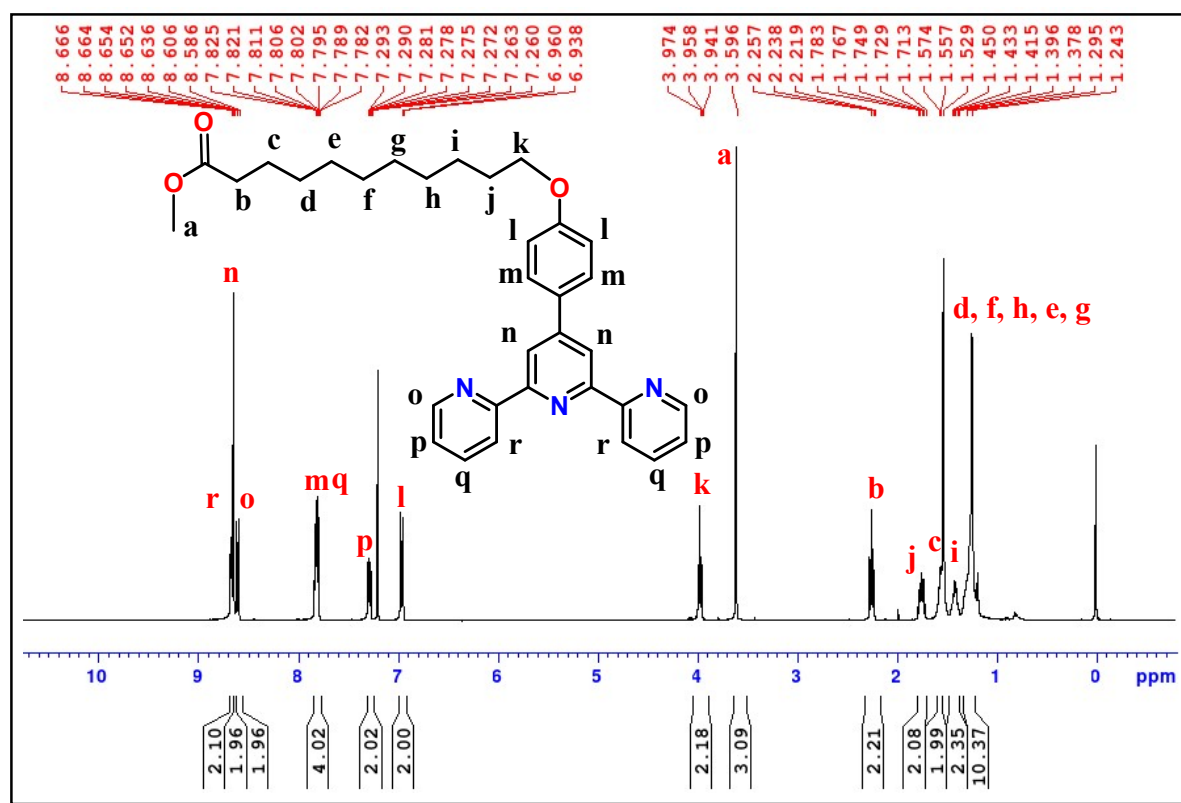 8.666 8.664 8.654 8.652 8.636 8.606 8.586 7.825 7.821 7.811 7.806 7.802 7.795 7.789 7.782 7.293 7.290 7.281 7.278 7.275 7.272 7.263 7.260 6.960 6.938 3.974 3.958 3.941 3.596 2.257 2.238 2.219 1.783 1.767 1.749 1.729 1.713 1.574 1.557 1.529 1.450 1.433 1.415 1.396 1.378 1.295 1.243
O c e g i k a
O b d f h j O
a l l
n m m d, f, h, e, g
n n
o N N N o
p r r p
q q
r o m q p l k b j c i
10 9 8 7 6 5 4 3 2 1 0 ppm
2.10 1.96 1.96 4.02 2.02 2.00 2.18 3.09 2.21 2.08 1.99 2.35 10.37